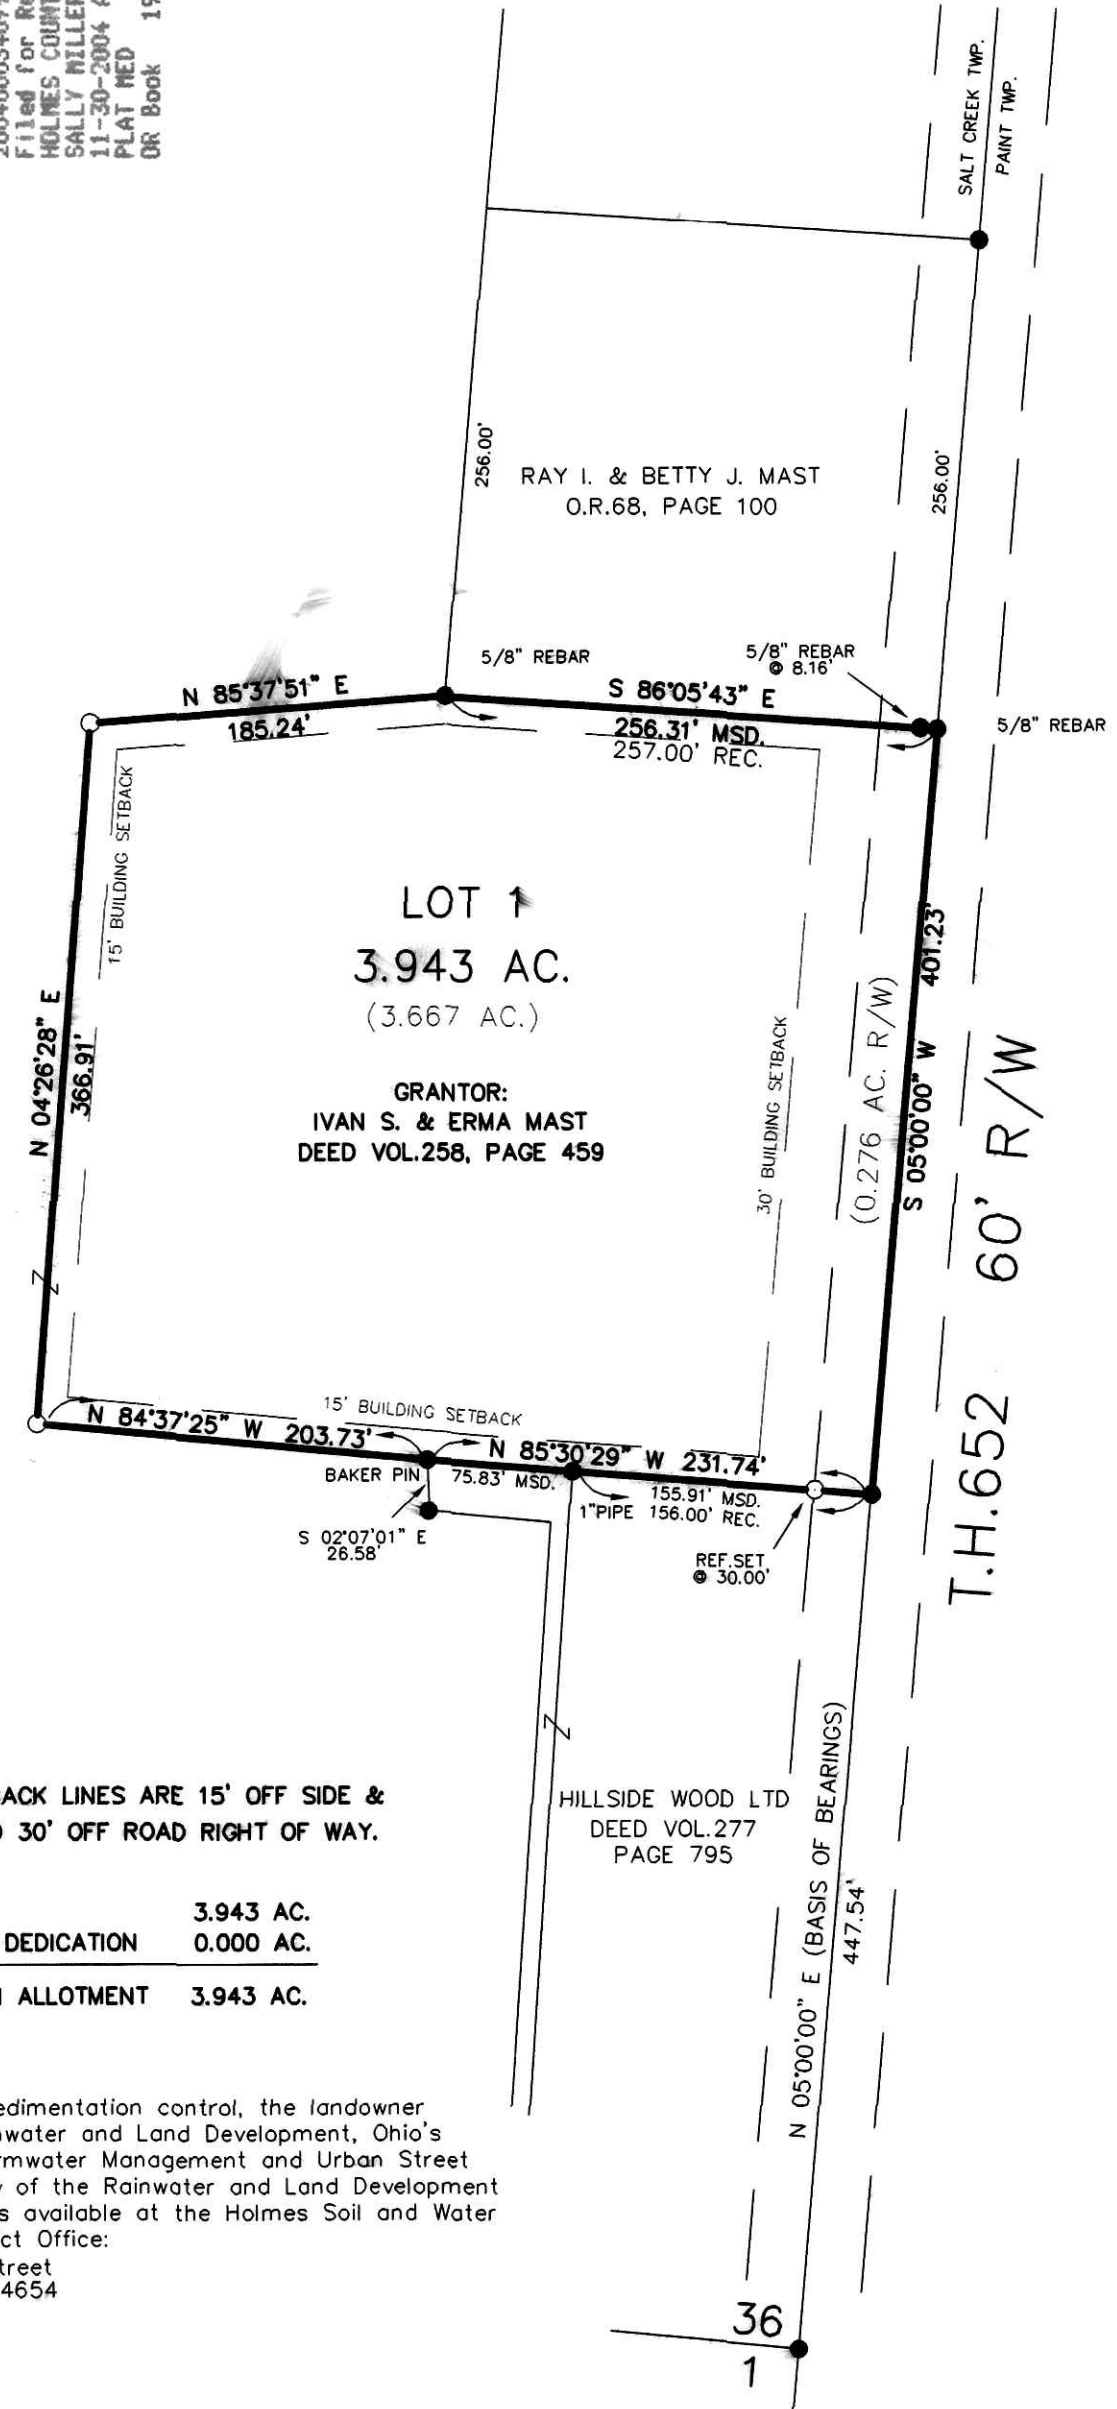 Filed for Re
HOLMES COUNT
SALLY MILLER
11-30-2004 A
PLAT MED
OR Book 19
SALT CREEK TWP.
PAINT TWP.
256.00'
RAY I. & BETTY J. MAST
O.R.68, PAGE 100
256.00'
5/8" REBAR
5/8" REBAR
@ 8.16'
N 85°37'51" E
185.24'
S 86°05'43" E
256.31' MSD.
257.00' REC.
5/8" REBAR
15' BUILDING SETBACK
LOT 1
3.943 AC.
(3.667 AC.)
GRANTOR:
IVAN S. & ERMA MAST
DEED VOL.258, PAGE 459
N 04°26'28" E
366.91'
30' BUILDING SETBACK
(0.276 AC. R/W)
S 05°00'00" W 401.23'
T.H.652 60' R/W
15' BUILDING SETBACK
N 84°37'25" W 203.73'
N 85°30'29" W 231.74'
BAKER PIN
75.83' MSD.
155.91' MSD.
1"PIPE 156.00' REC.
S 02°07'01" E
26.58'
REF.SET
@ 30.00'
ACK LINES ARE 15' OFF SIDE &
30' OFF ROAD RIGHT OF WAY.
HILLSIDE WOOD LTD
DEED VOL.277
PAGE 795
3.943 AC.
DEDICATION 0.000 AC.
ALLOTMENT 3.943 AC.
N 05°00'00" E (BASIS OF BEARINGS)
447.54'
edimentation control, the landowner
water and Land Development, Ohio's
rmwater Management and Urban Street
y of the Rainwater and Land Development
s available at the Holmes Soil and Water
ct Office:
treet
4654
36
1